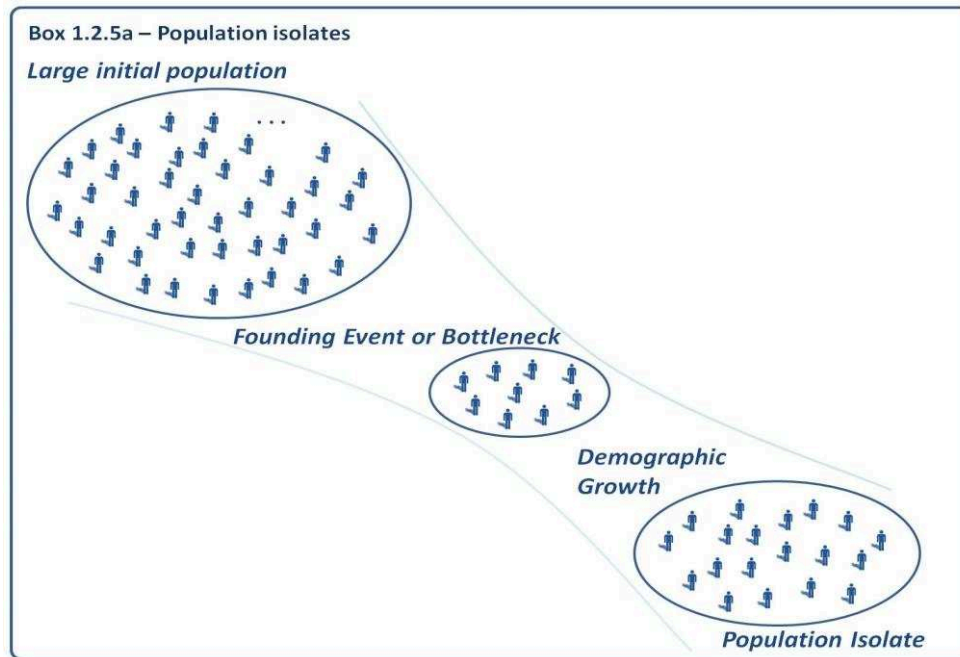 Box 1.2.5a – Population isolates
Large initial population
. . .
Founding Event or Bottleneck
Demographic
Growth
Population Isolate